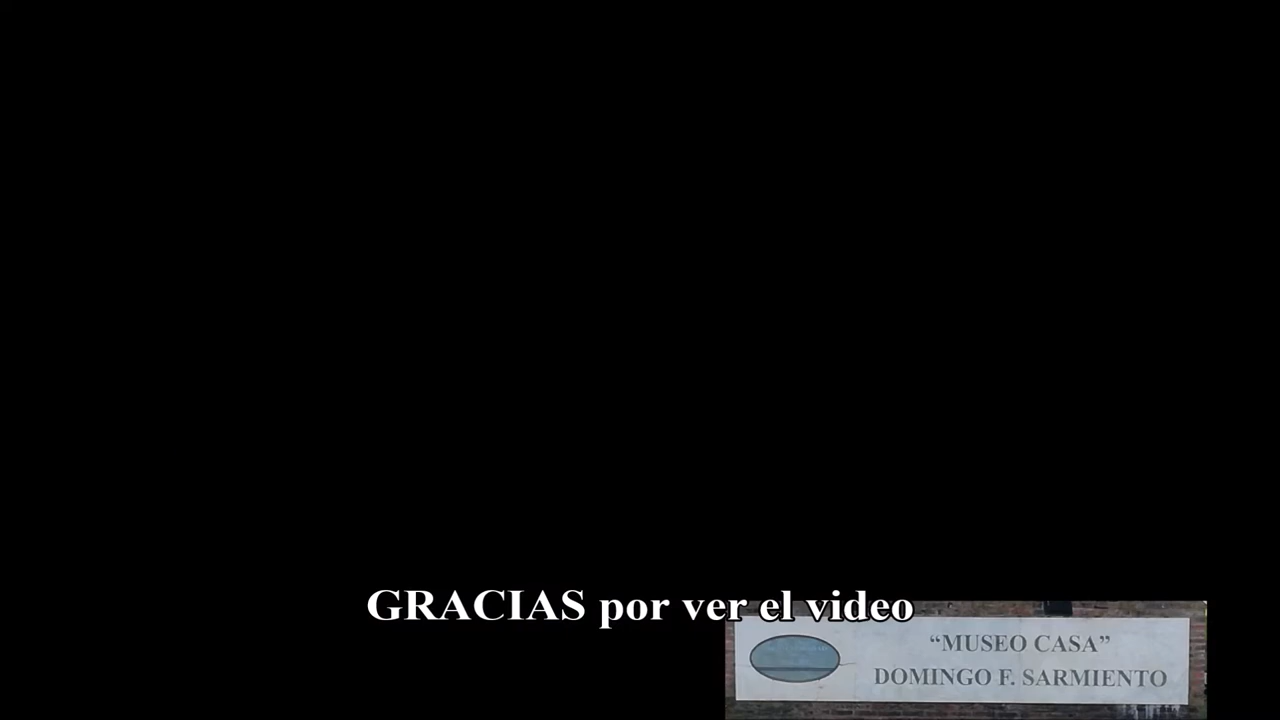 GRACIAS por ver el video
“MUSEO CASA”
DOMINGO F. SARMIENTO